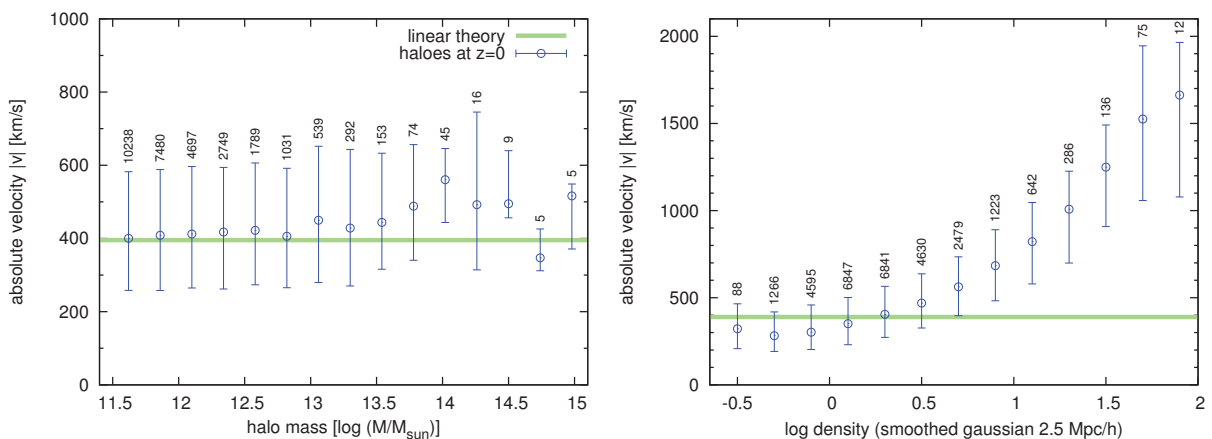 1000
800
600
400
200
0
absolute velocity |v| [km/s]
linear theory
haloes at z=0
10238 7480 4697 2749 1789 1031 539 292 153 74 45 16 9 5 5
11.5 12 12.5 13 13.5 14 14.5 15
halo mass [log (M/M_sun)]
2000
1500
1000
500
0
absolute velocity |v| [km/s]
88 1266 4595 6847 6841 4630 2479 1223 642 286 136 75 12
-0.5 0 0.5 1 1.5 2
log density (smoothed gaussian 2.5 Mpc/h)